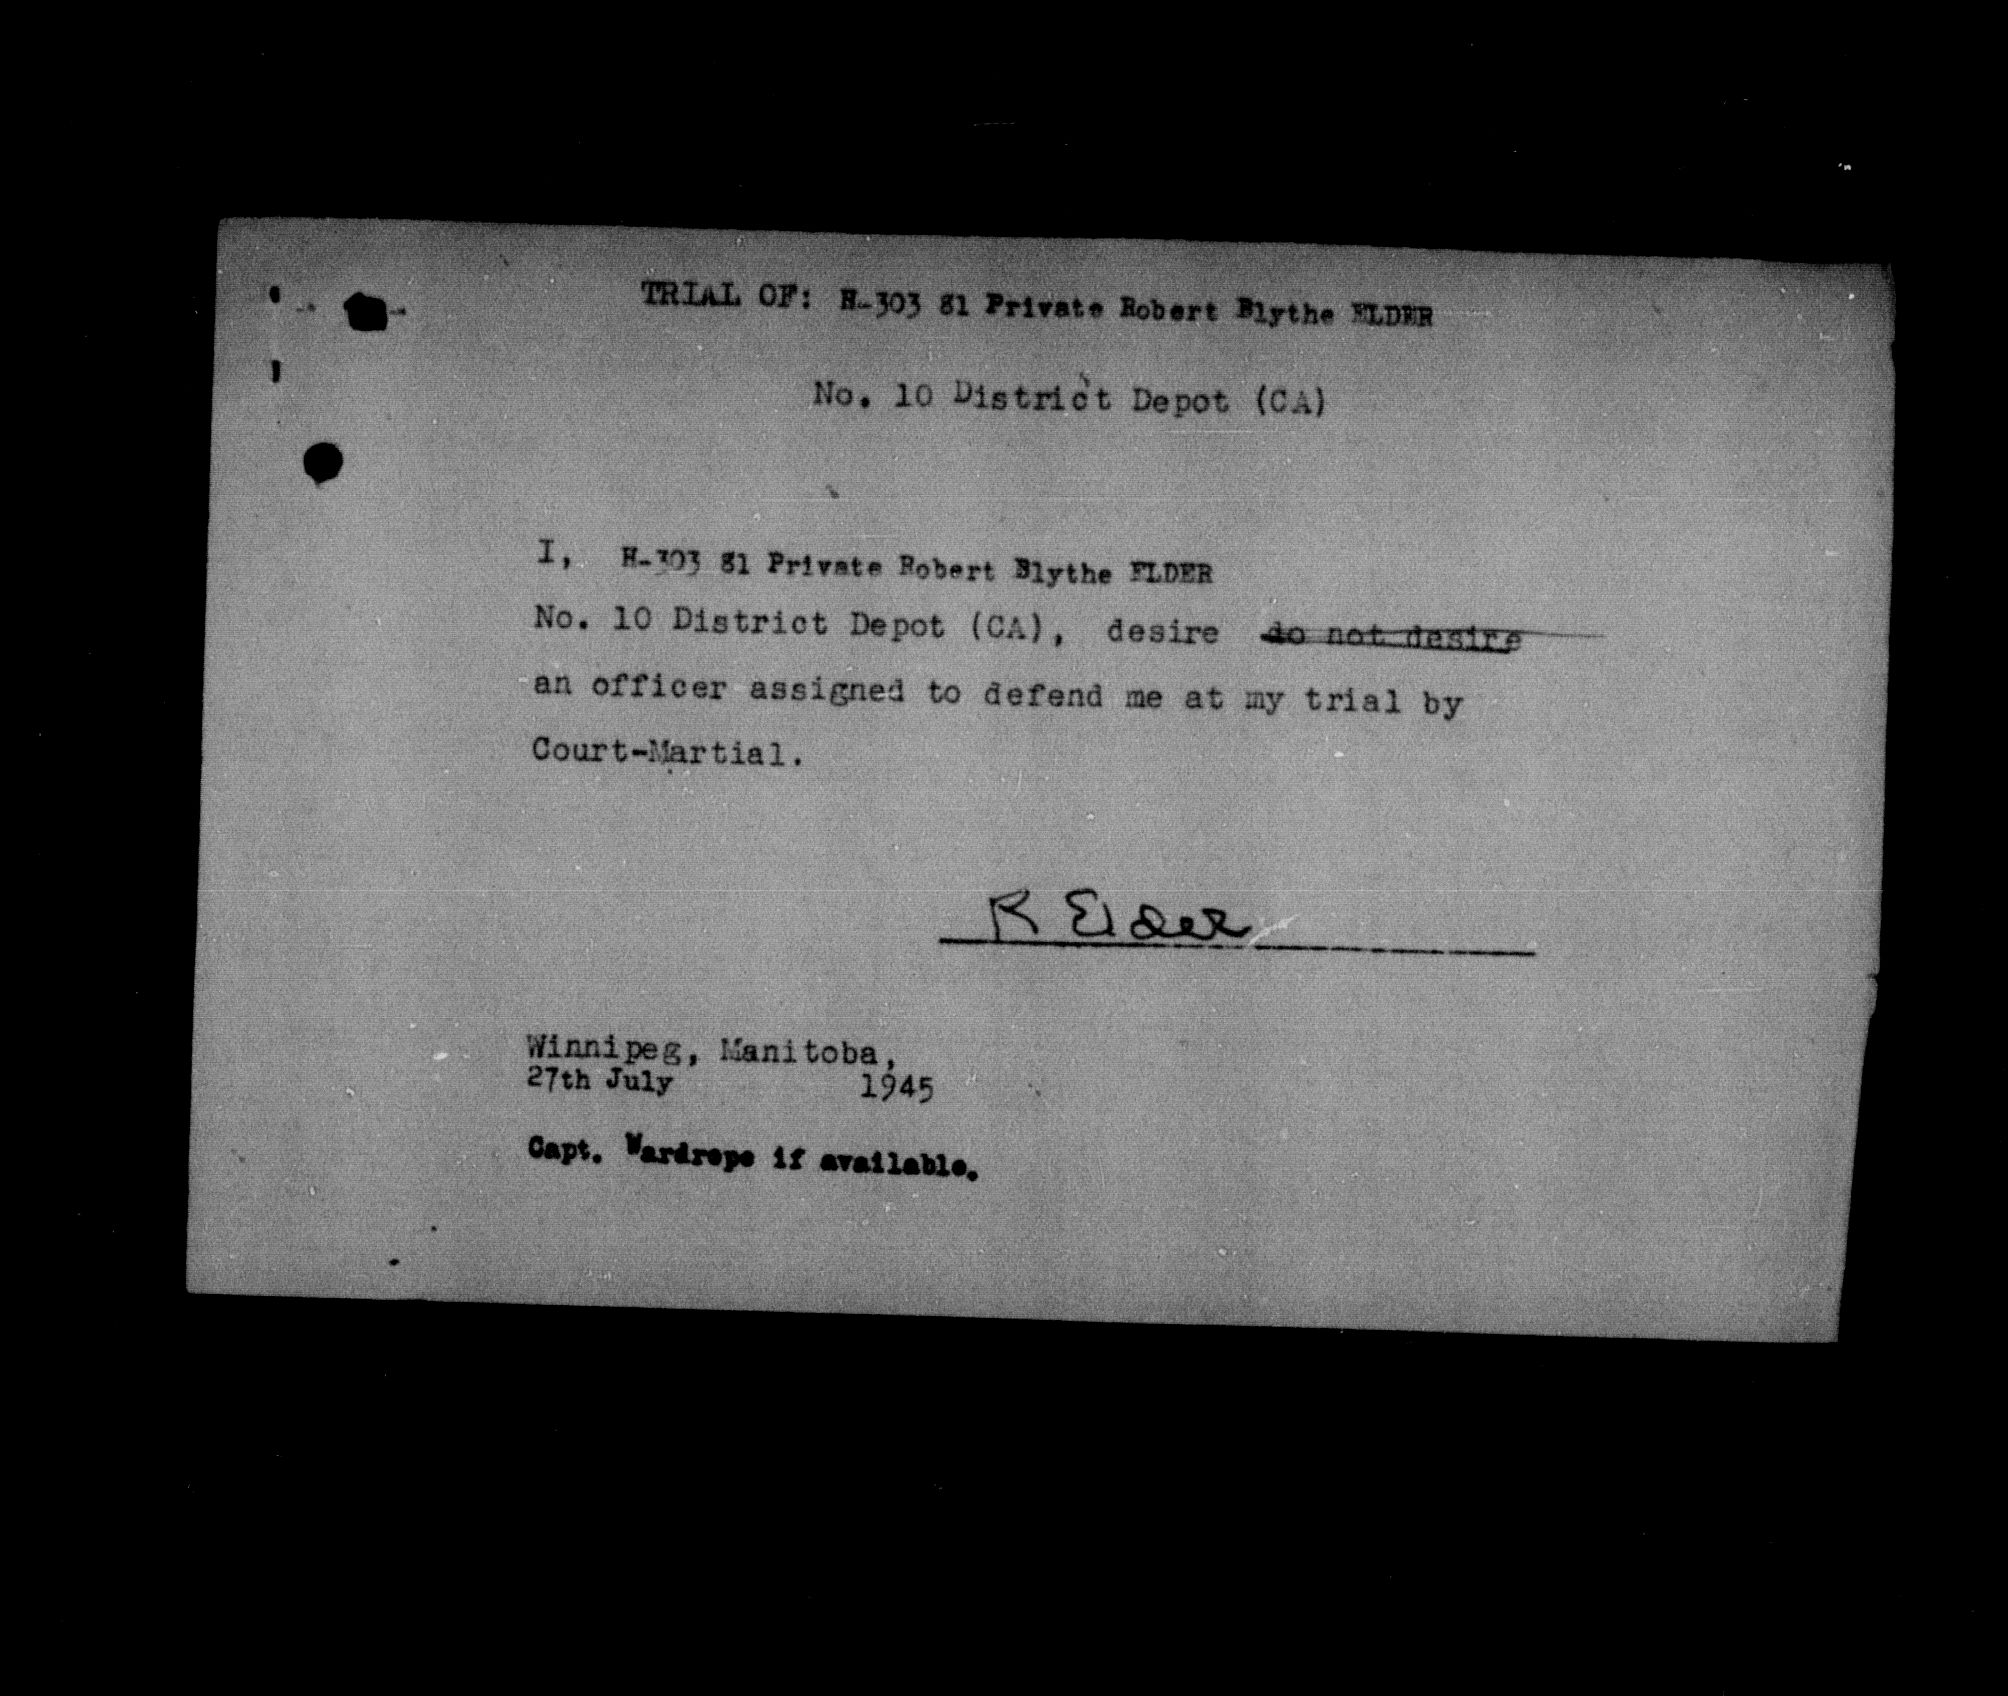 TRIAL OF: H-303 81 Private Robert Blythe ELDER
No. 10 District Depot (CA)
I, H-303 81 Private Robert Blythe ELDER
No. 10 District Depot (CA), desire do not desire
an officer assigned to defend me at my trial by
Court-Martial.
R Elder
Winnipeg, Manitoba,
27th July 1945
Capt. Wardrope if available.